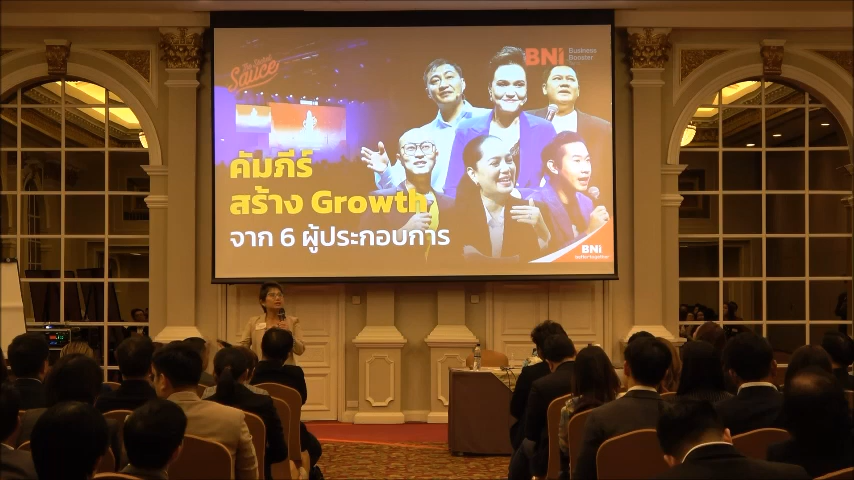 The Secret
Sauce
BNI Business
Booster
คัมภีร์
สร้าง Growth
จาก 6 ผู้ประกอบการ
BNI